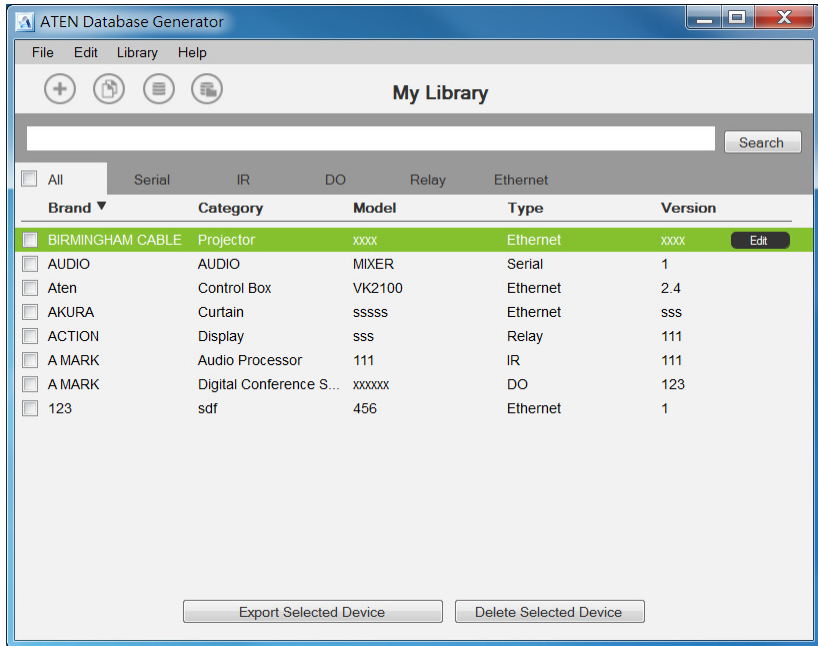 ATEN Database Generator
File Edit Library Help
My Library
Search
All Serial IR DO Relay Ethernet
Brand ▼ Category Model Type Version
BIRMINGHAM CABLE Projector xxxx Ethernet xxxx Edit
AUDIO AUDIO MIXER Serial 1
Aten Control Box VK2100 Ethernet 2.4
AKURA Curtain sssss Ethernet sss
ACTION Display sss Relay 111
A MARK Audio Processor 111 IR 111
A MARK Digital Conference S... xxxxxx DO 123
123 sdf 456 Ethernet 1
Export Selected Device Delete Selected Device